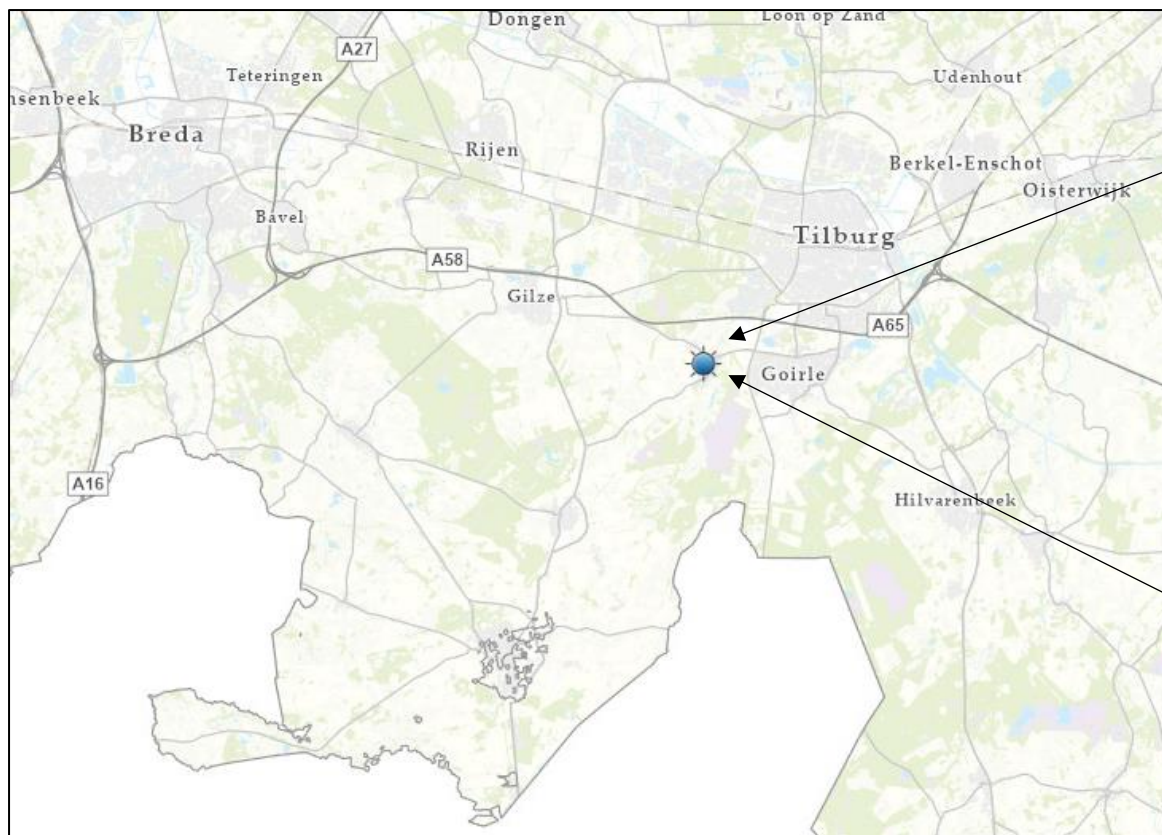 Dongen
Loon op Zand
A27
Teteringen
Udenhout
nsenbeek
Breda
Rijen
Berkel-Enschot
Oisterwijk
Bavel
Tilburg
A58
Gilze
A65
Goirle
A16
Hilvarenbeek